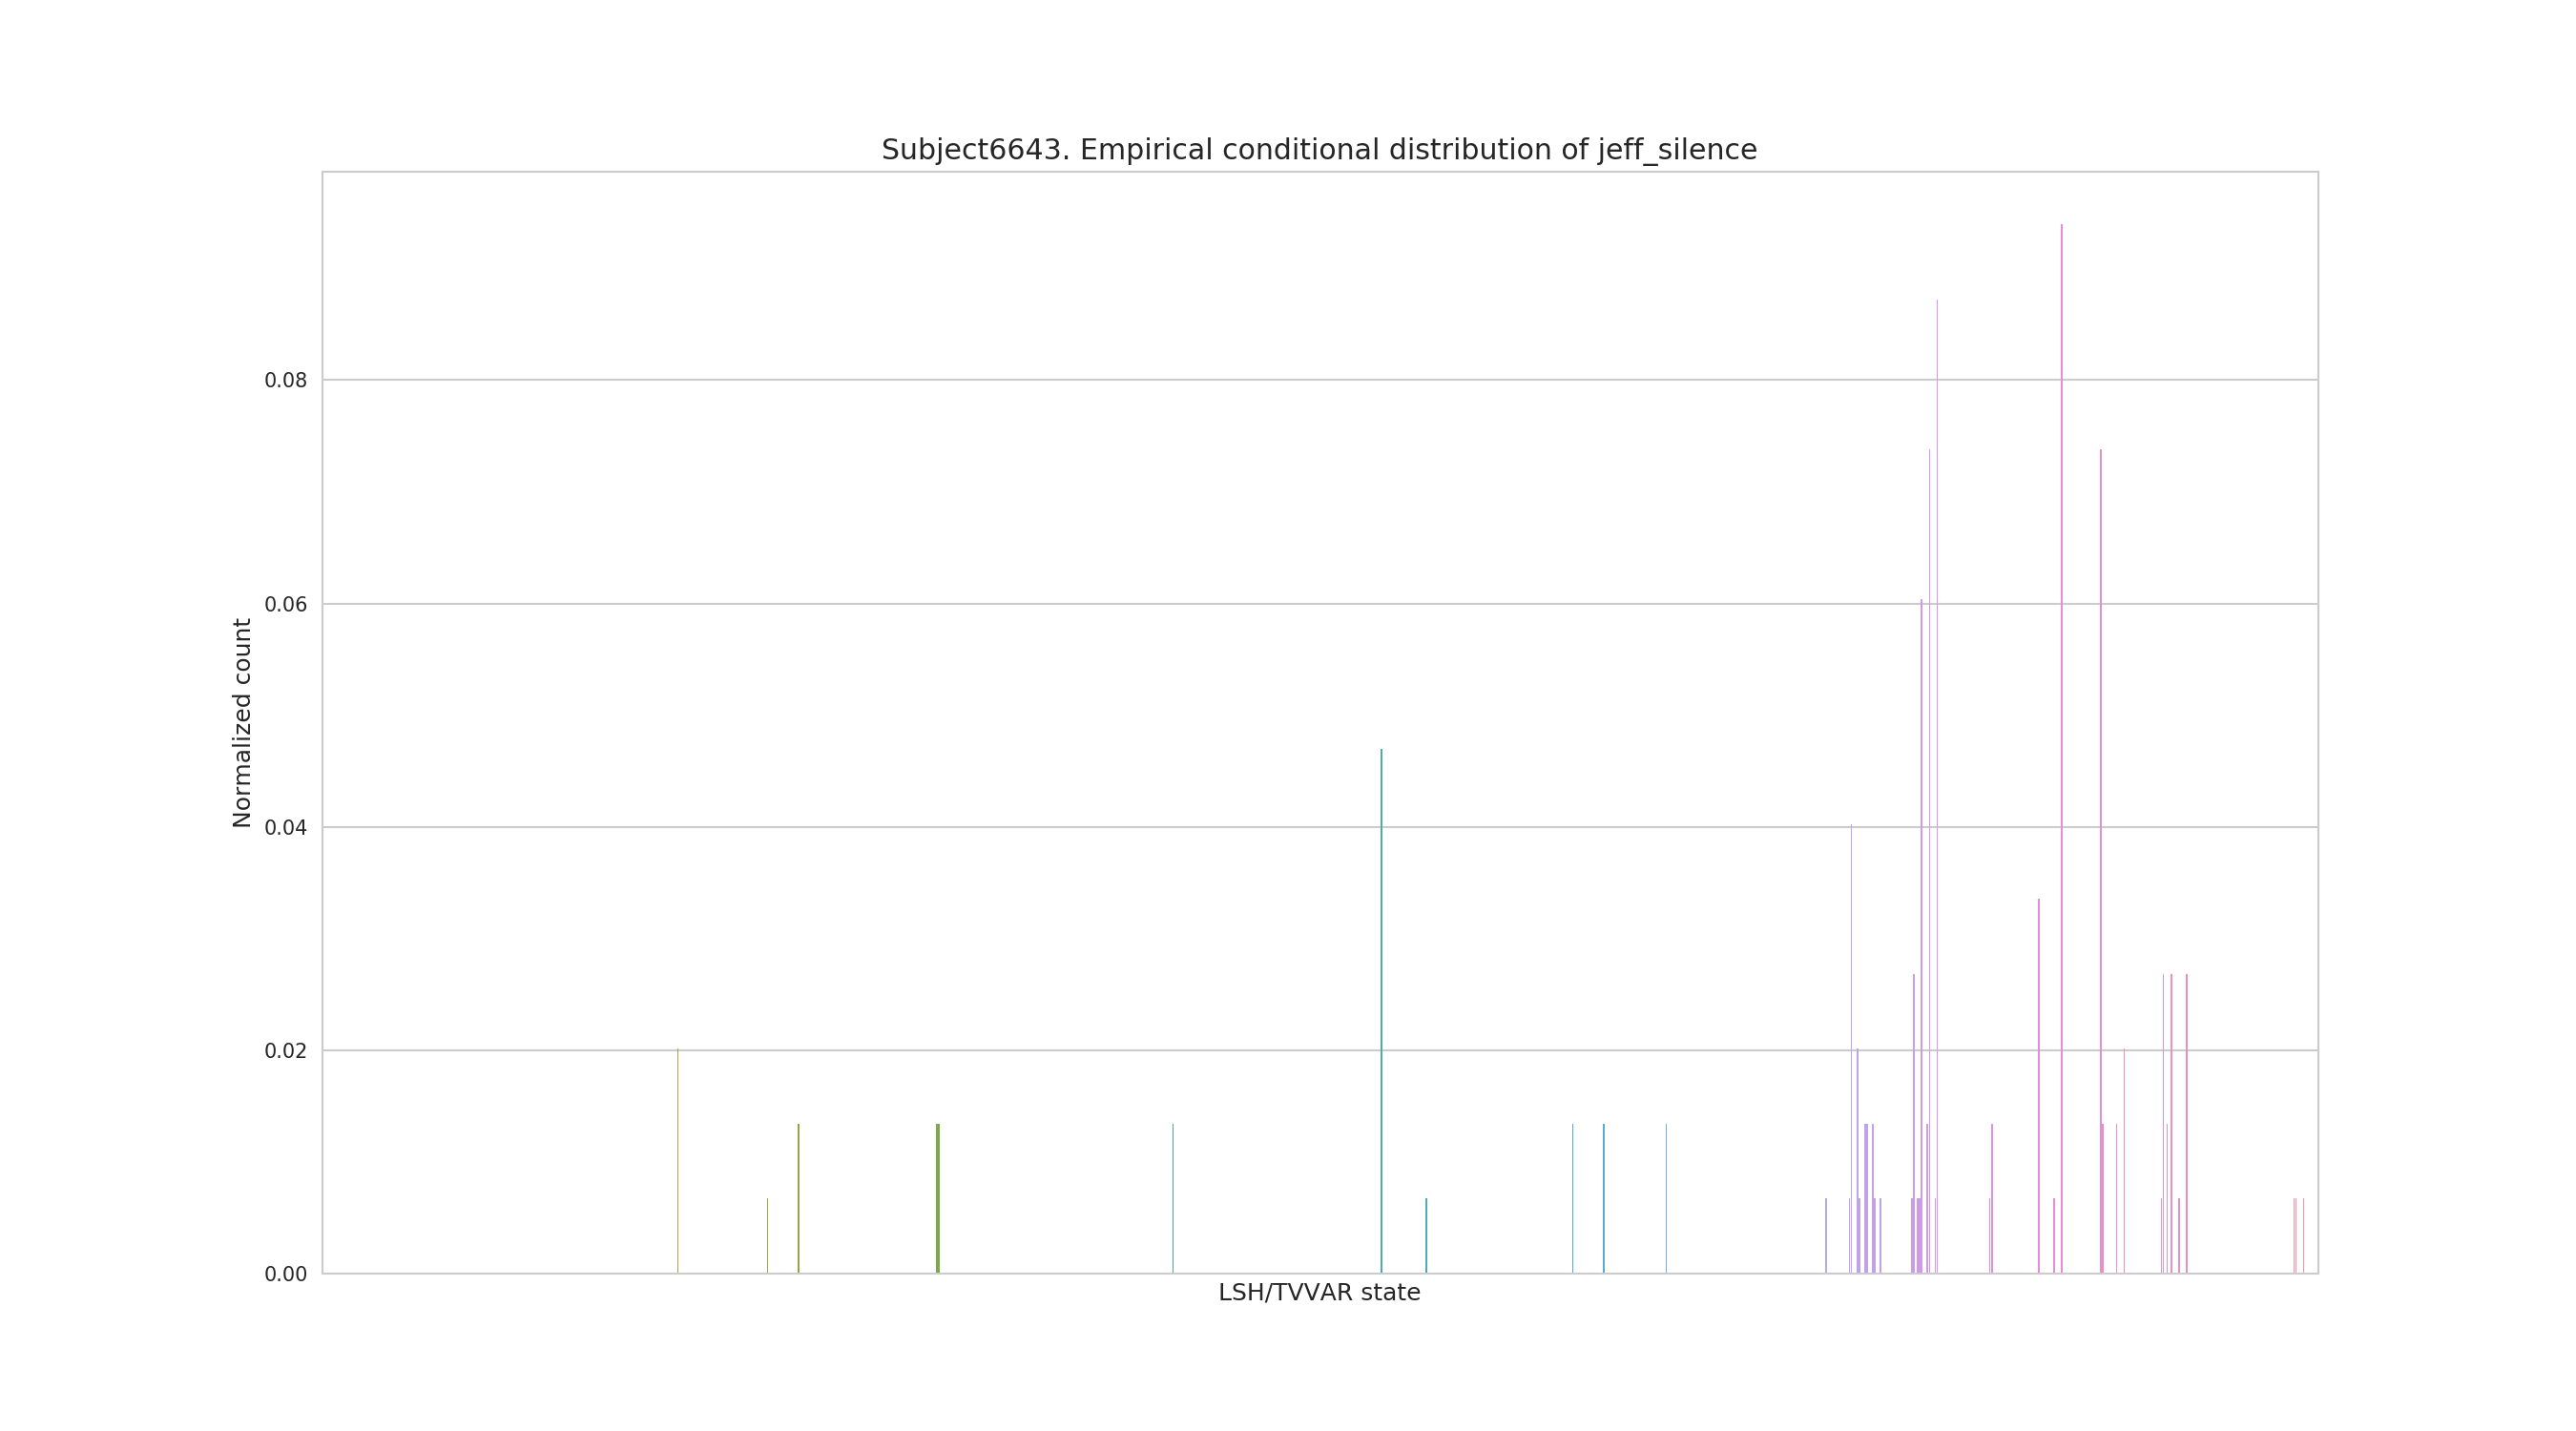 Subject6643. Empirical conditional distribution of jeff_silence
Normalized count
0.08
0.06
0.04
0.02
0.00
LSH/TVVAR state